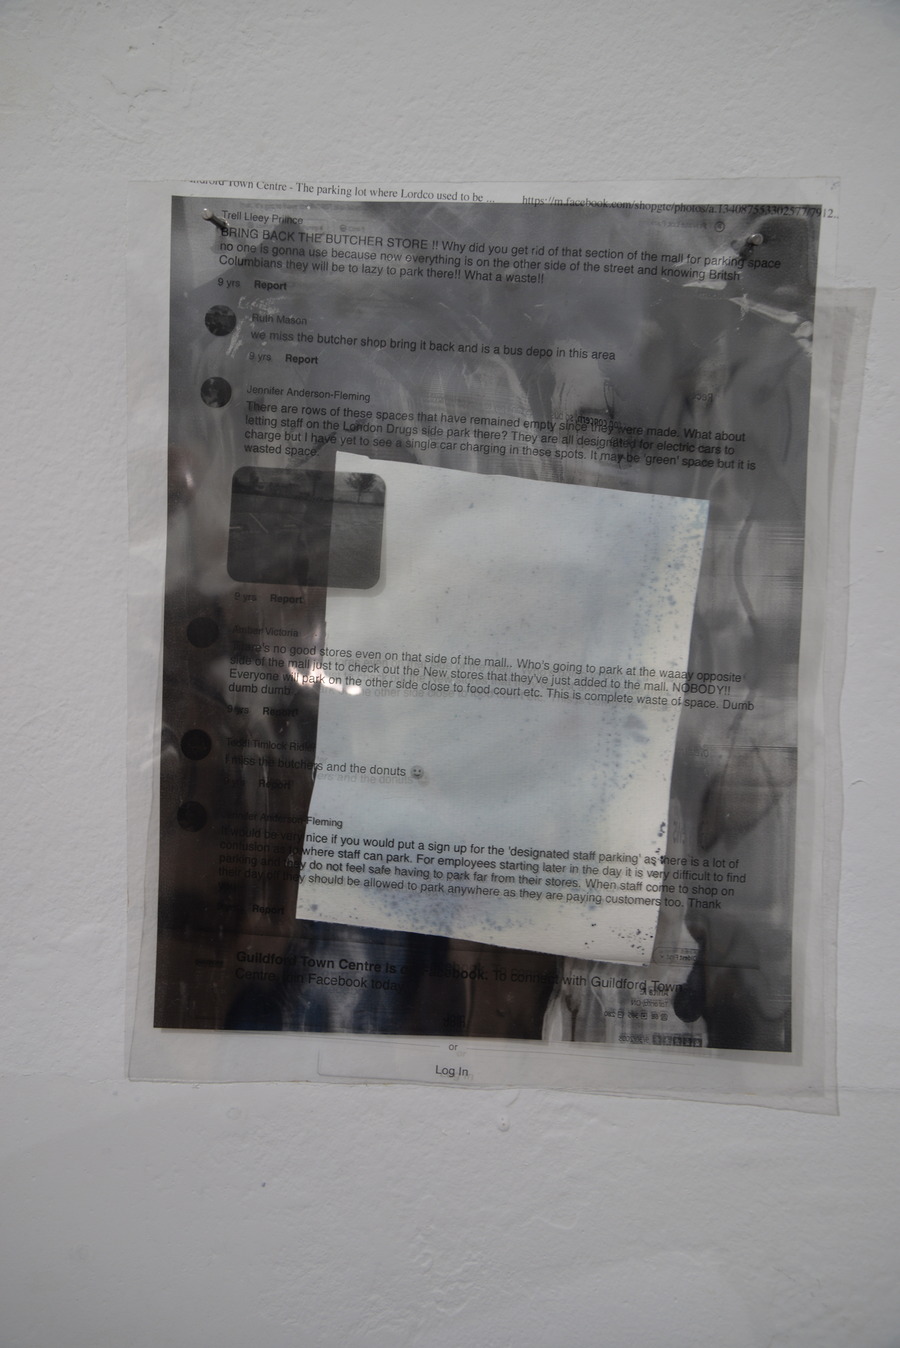 Town Centre - The parking lot where Lordco used to be ... https://m.facebook.com/shopgtc/photos/a.
Trell Lleey Prince
BRING BACK THE BUTCHER STORE !! Why did you get rid of that section of the mall for parking space
no one is gonna use because now everything is on the other side of the street and knowing Britsh
Columbians they will be to lazy to park there!! What a waste!!
9 yrs Report
Ruth Mason
we miss the butcher shop bring it back and is a bus depo in this area
9 yrs Report
Jennifer Anderson-Fleming
There are rows of these spaces that have remained empty since they were made. What about
letting staff on the London Drugs side park there? They are all designated for electric cars to
charge but I have yet to see a single car charging in these spots. It may be 'green' space but it is
wasted space.
9 yrs Report
Victoria
no good stores even on that side of the mall.. Who's going to park at the waaay opposite
side of the mall just to check out the New stores that they've just added to the mall. NOBODY!!
Everyone will park on the other side close to food court etc. This is complete waste of space. Dumb
dumb dumb
9 yrs Report
I miss the butchers and the donuts
Report
Jennifer Anderson-Fleming
would be very nice if you would put a sign up for the 'designated staff parking' as there is a lot of
confusion as to where staff can park. For employees starting later in the day it is very difficult to find
parking and they do not feel safe having to park far from their stores. When staff come to shop on
their day off they should be allowed to park anywhere as they are paying customers too. Thank
Report
Guildford Town Centre is on Facebook. To connect with Guildford Town
Centre, join Facebook today.
or
Log In